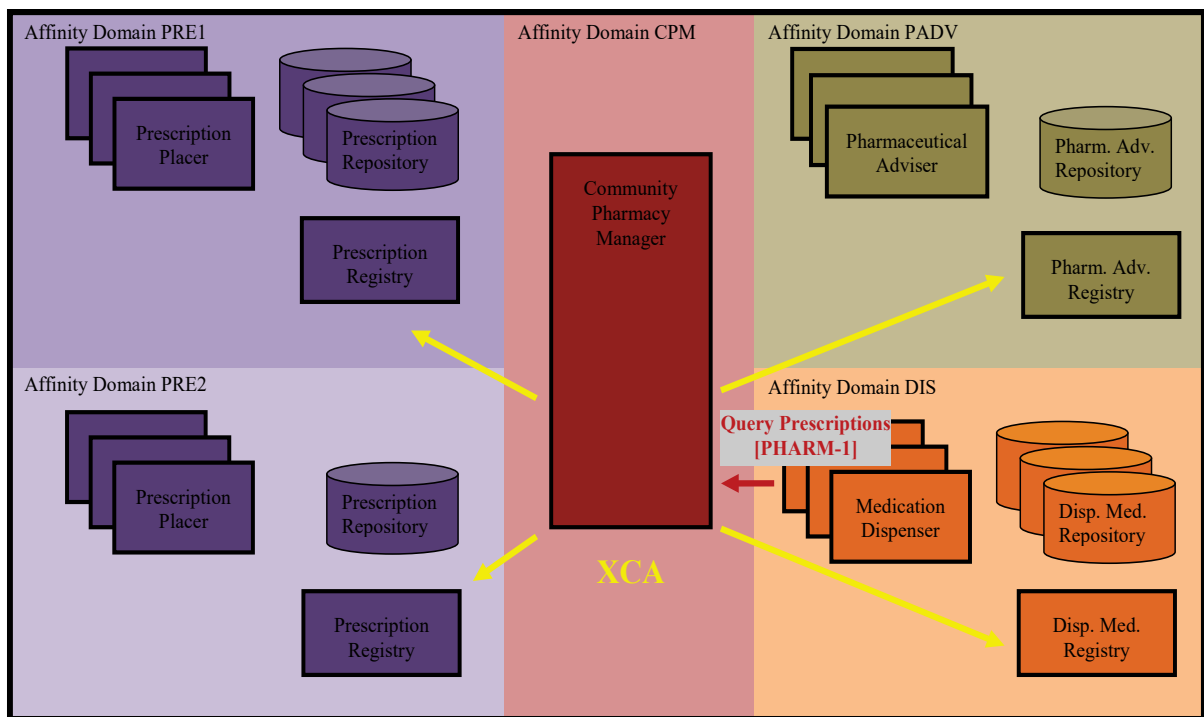 Affinity Domain PRE1
Prescription
Placer
Prescription
Repository
Prescription
Registry
Affinity Domain CPM
Community
Pharmacy
Manager
XCA
Affinity Domain PADV
Pharmaceutical
Adviser
Pharm. Adv.
Repository
Pharm. Adv.
Registry
Affinity Domain PRE2
Prescription
Placer
Prescription
Repository
Prescription
Registry
Affinity Domain DIS
Query Prescriptions
[PHARM-1]
Medication
Dispenser
Disp. Med.
Repository
Disp. Med.
Registry